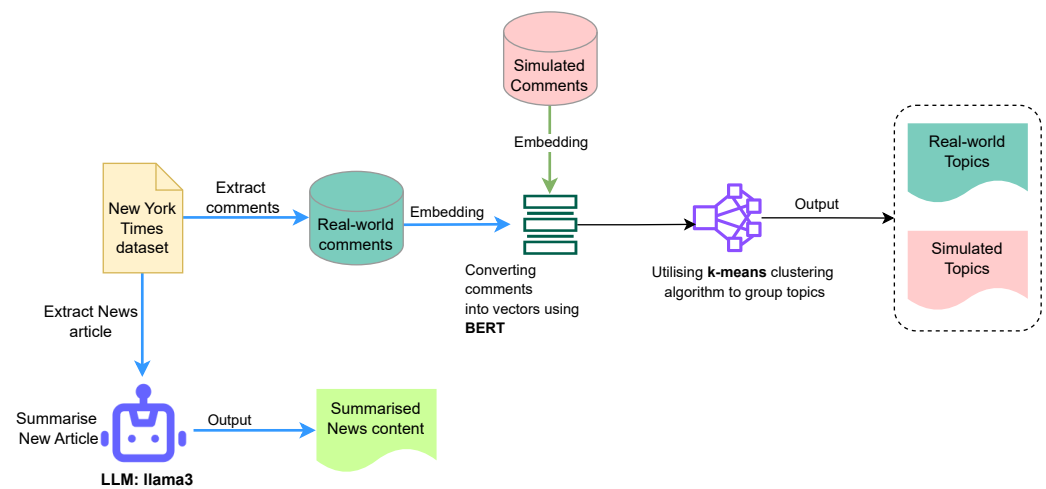 Simulated
Comments
Embedding
New York
Times
dataset
Extract
comments
Real-world
comments
Embedding
Converting
comments
into vectors using
BERT
Utilising k-means clustering
algorithm to group topics
Output
Real-world
Topics
Simulated
Topics
Extract News
article
Summarise
New Article
LLM: llama3
Output
Summarised
News content